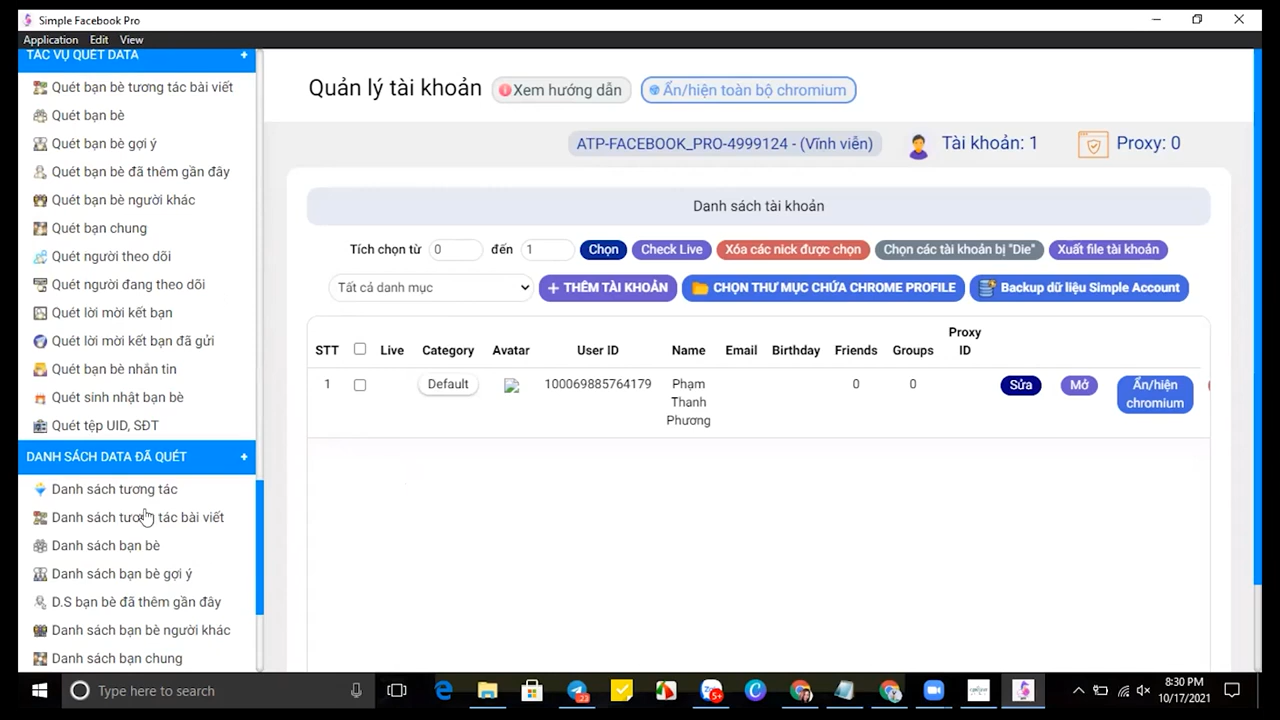 Simple Facebook Pro
Application Edit View
TÁC VỤ QUÉT DATA +
Quét bạn bè tương tác bài viết
Quét bạn bè
Quét bạn bè gợi ý
Quét bạn bè đã thêm gần đây
Quét bạn bè người khác
Quét bạn chung
Quét người theo dõi
Quét người đang theo dõi
Quét lời mời kết bạn
Quét lời mời kết bạn đã gửi
Quét bạn bè nhắn tin
Quét sinh nhật bạn bè
Quét tệp UID, SĐT
DANH SÁCH DATA ĐÃ QUÉT +
Danh sách tương tác
Danh sách tương tác bài viết
Danh sách bạn bè
Danh sách bạn bè gợi ý
D.S bạn bè đã thêm gần đây
Danh sách bạn bè người khác
Danh sách bạn chung
Quản lý tài khoản Xem hướng dẫn Ẩn/hiện toàn bộ chromium
ATP-FACEBOOK_PRO-4999124 - (Vĩnh viễn) Tài khoản: 1 Proxy: 0
Danh sách tài khoản
Tích chọn từ 0 đến 1 Chọn Check Live Xóa các nick được chọn Chọn các tài khoản bị "Die" Xuất file tài khoản
Tất cả danh mục + THÊM TÀI KHOẢN CHỌN THƯ MỤC CHỨA CHROME PROFILE Backup dữ liệu Simple Account
STT Live Category Avatar User ID Name Email Birthday Friends Groups Proxy ID
1 Default 100069885764179 Phạm Thanh Phương 0 0 Sửa Mở Ẩn/hiện chromium
Type here to search
23
5+
8:30 PM
10/17/2021